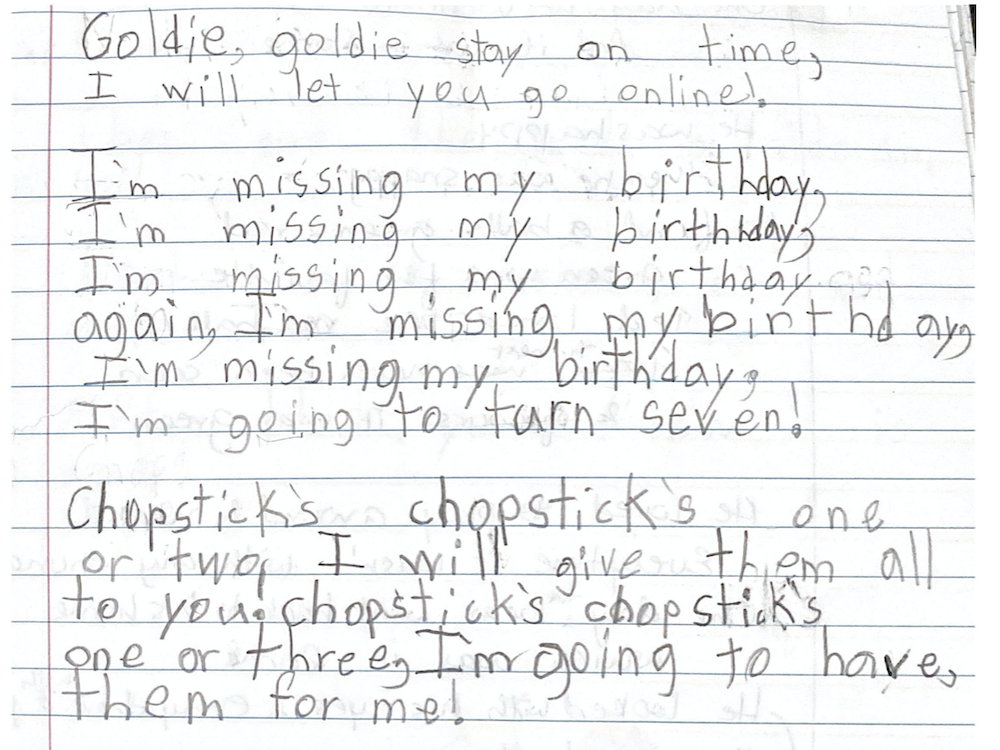 Goldie, goldie stay on time,
I will let you go online!
I'm missing my birthday,
I'm missing my birthday,
I'm missing my birthday
again, I'm missing my birthday,
I'm missing my birthday,
I'm going to turn seven!
Chopstick's chopstick's one
or two, I will give them all
to you! chopstick's chopstick's
one or three, I'm going to have,
them for me!